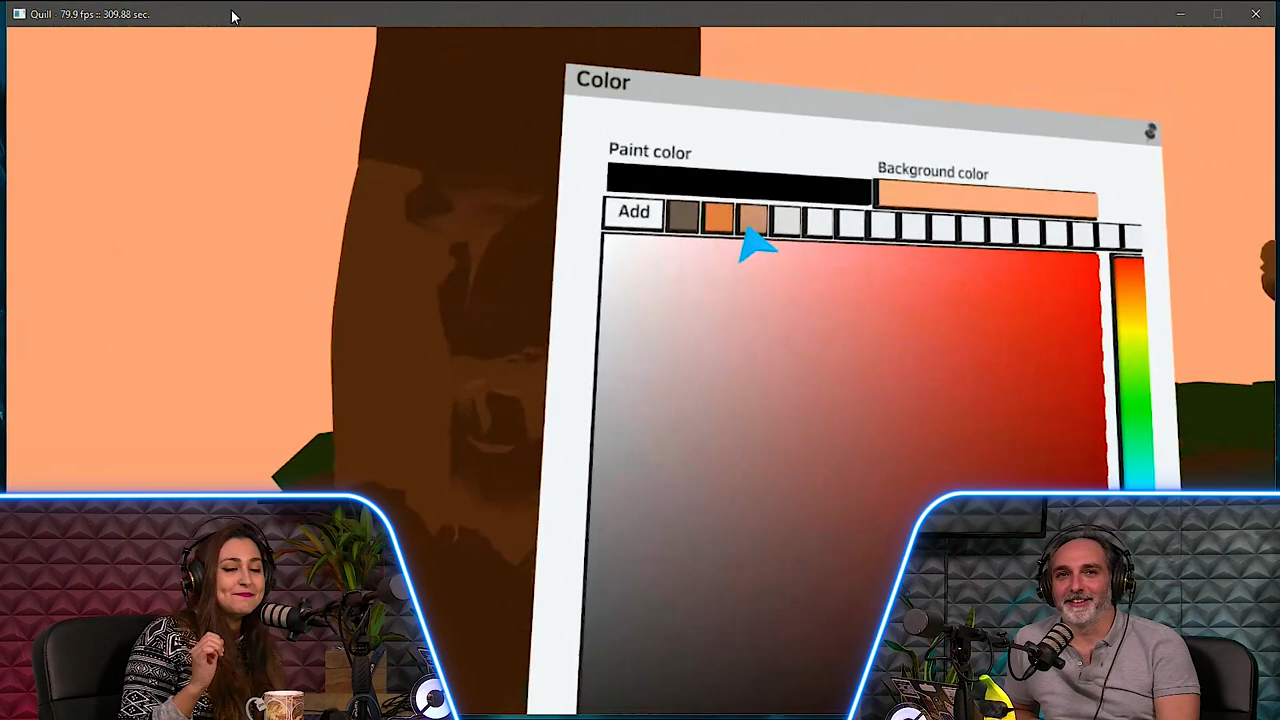 Quill - 79.9 fps :: 309.88 sec.
Color
Paint color
Background color
Add